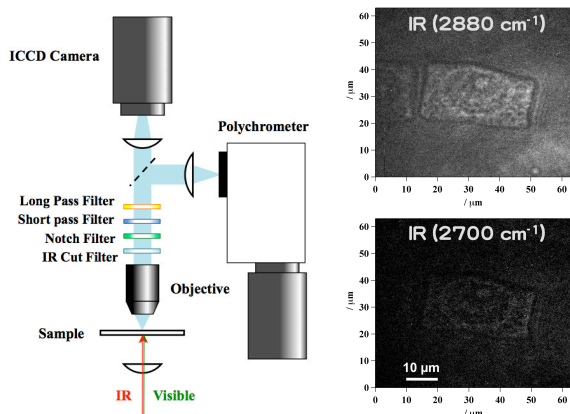 ICCD Camera
Polychrometer
Long Pass Filter
Short pass Filter
Notch Filter
IR Cut Filter
Objective
Sample
IR
Visible
IR (2880 cm-1)
/ μm
60
50
40
30
20
10
0
0 10 20 30 40 50 60
/ μm
IR (2700 cm-1)
/ μm
60
50
40
30
20
10
0
10 μm
0 10 20 30 40 50 60
/ μm